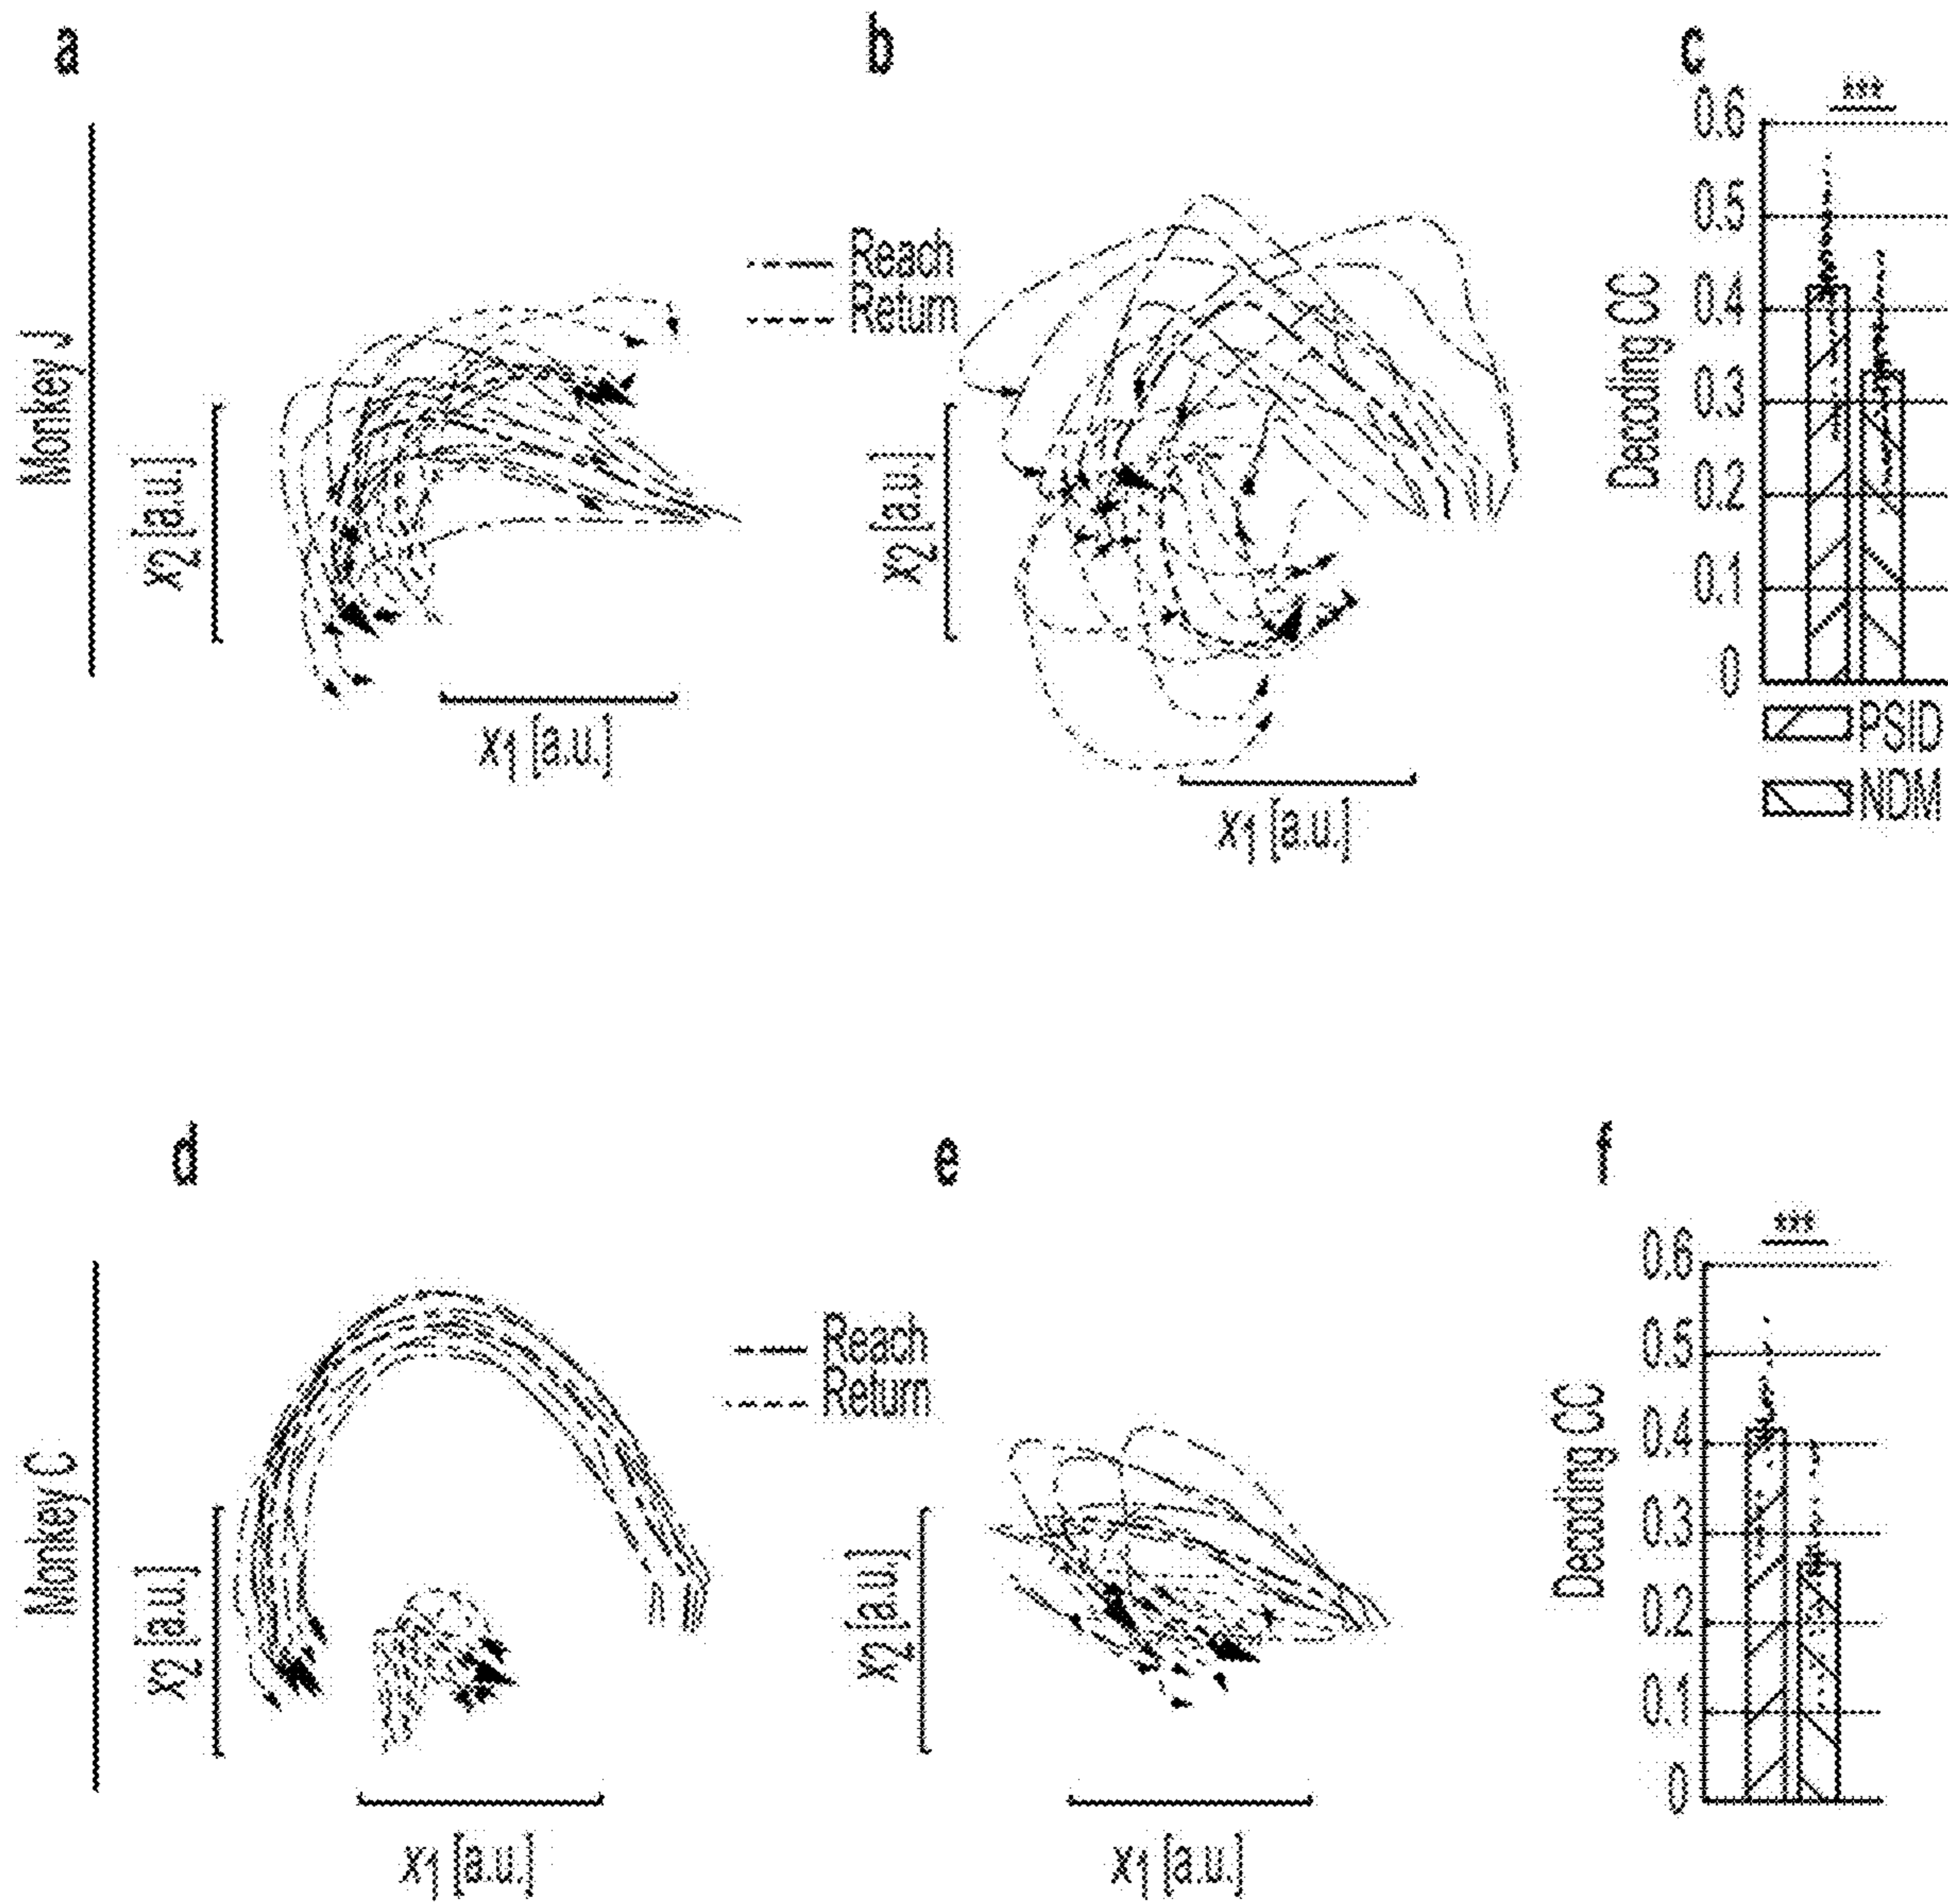 a
b
c
Monkey J
x2 [a.u.]
x1 [a.u.]
Reach
Return
x2 [a.u.]
x1 [a.u.]
Decoding CC
***
0.6
0.5
0.4
0.3
0.2
0.1
0
PSID
NDM
d
e
f
Monkey C
x2 [a.u.]
x1 [a.u.]
Reach
Return
x2 [a.u.]
x1 [a.u.]
Decoding CC
***
0.6
0.5
0.4
0.3
0.2
0.1
0